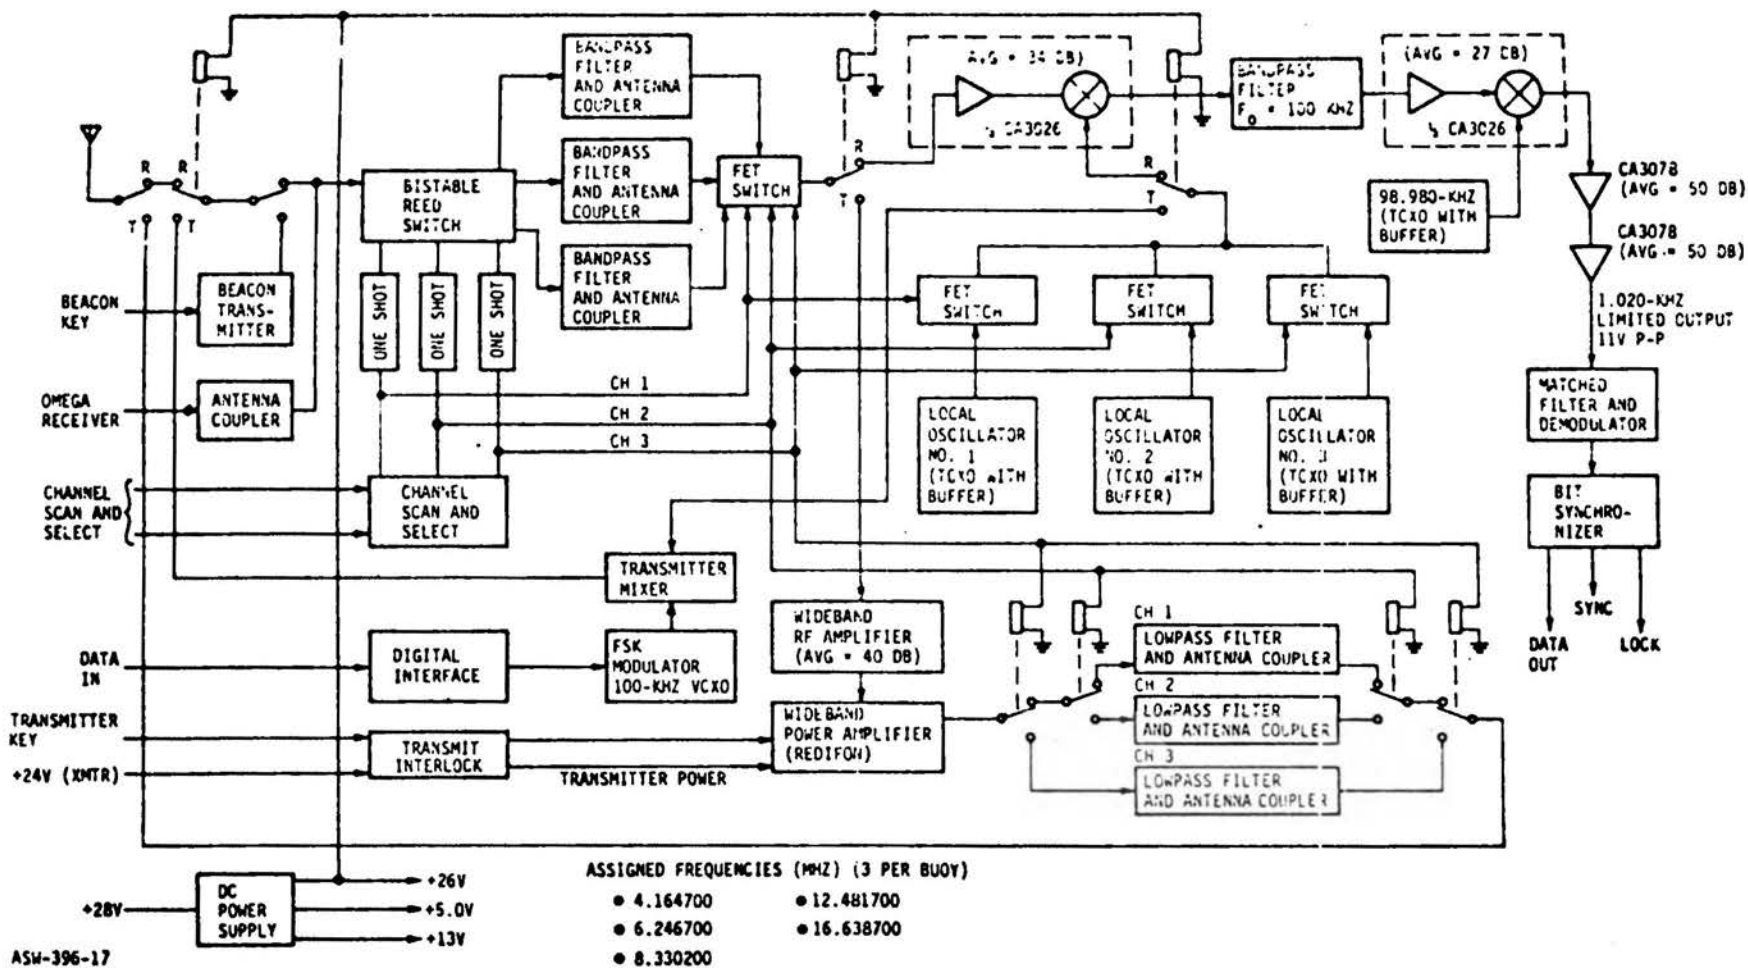 BANDPASS
FILTER
AND ANTENNA
COUPLER
BANDPASS
FILTER
AND ANTENNA
COUPLER
BANDPASS
FILTER
AND ANTENNA
COUPLER
BISTABLE
REED
SWITCH
FET
SWITCH
R
R
T
T
R
T
R
T
(AVG = 34 DB)
½ CA3026
BANDPASS
FILTER
F₀ = 100 KHZ
(AVG = 27 DB)
½ CA3026
98.980-KHZ
(TCXO WITH
BUFFER)
CA3078
(AVG = 50 DB)
CA3078
(AVG = 50 DB)
1.020-KHZ
LIMITED OUTPUT
11V P-P
MATCHED
FILTER AND
DEMODULATOR
BIT
SYNCHRO-
NIZER
DATA
OUT
SYNC
LOCK
BEACON
KEY
BEACON
TRANS-
MITTER
OMEGA
RECEIVER
ANTENNA
COUPLER
ONE SHOT
ONE SHOT
ONE SHOT
CH 1
CH 2
CH 3
CHANNEL
SCAN AND
SELECT
CHANNEL
SCAN AND
SELECT
FET
SWITCH
FET
SWITCH
FET
SWITCH
LOCAL
OSCILLATOR
NO. 1
(TCXO WITH
BUFFER)
LOCAL
OSCILLATOR
NO. 2
(TCXO WITH
BUFFER)
LOCAL
OSCILLATOR
NO. 3
(TCXO WITH
BUFFER)
TRANSMITTER
MIXER
DATA
IN
DIGITAL
INTERFACE
FSK
MODULATOR
100-KHZ VCXO
WIDEBAND
RF AMPLIFIER
(AVG = 40 DB)
TRANSMITTER
KEY
+24V (XMTR)
TRANSMIT
INTERLOCK
TRANSMITTER POWER
WIDEBAND
POWER AMPLIFIER
(REDIFON)
CH 1
LOWPASS FILTER
AND ANTENNA COUPLER
CH 2
LOWPASS FILTER
AND ANTENNA COUPLER
CH 3
LOWPASS FILTER
AND ANTENNA COUPLER
+28V
DC
POWER
SUPPLY
+26V
+5.0V
+13V
ASSIGNED FREQUENCIES (MHZ) (3 PER BUOY)
● 4.164700
● 12.481700
● 6.246700
● 16.638700
● 8.330200
ASW-396-17